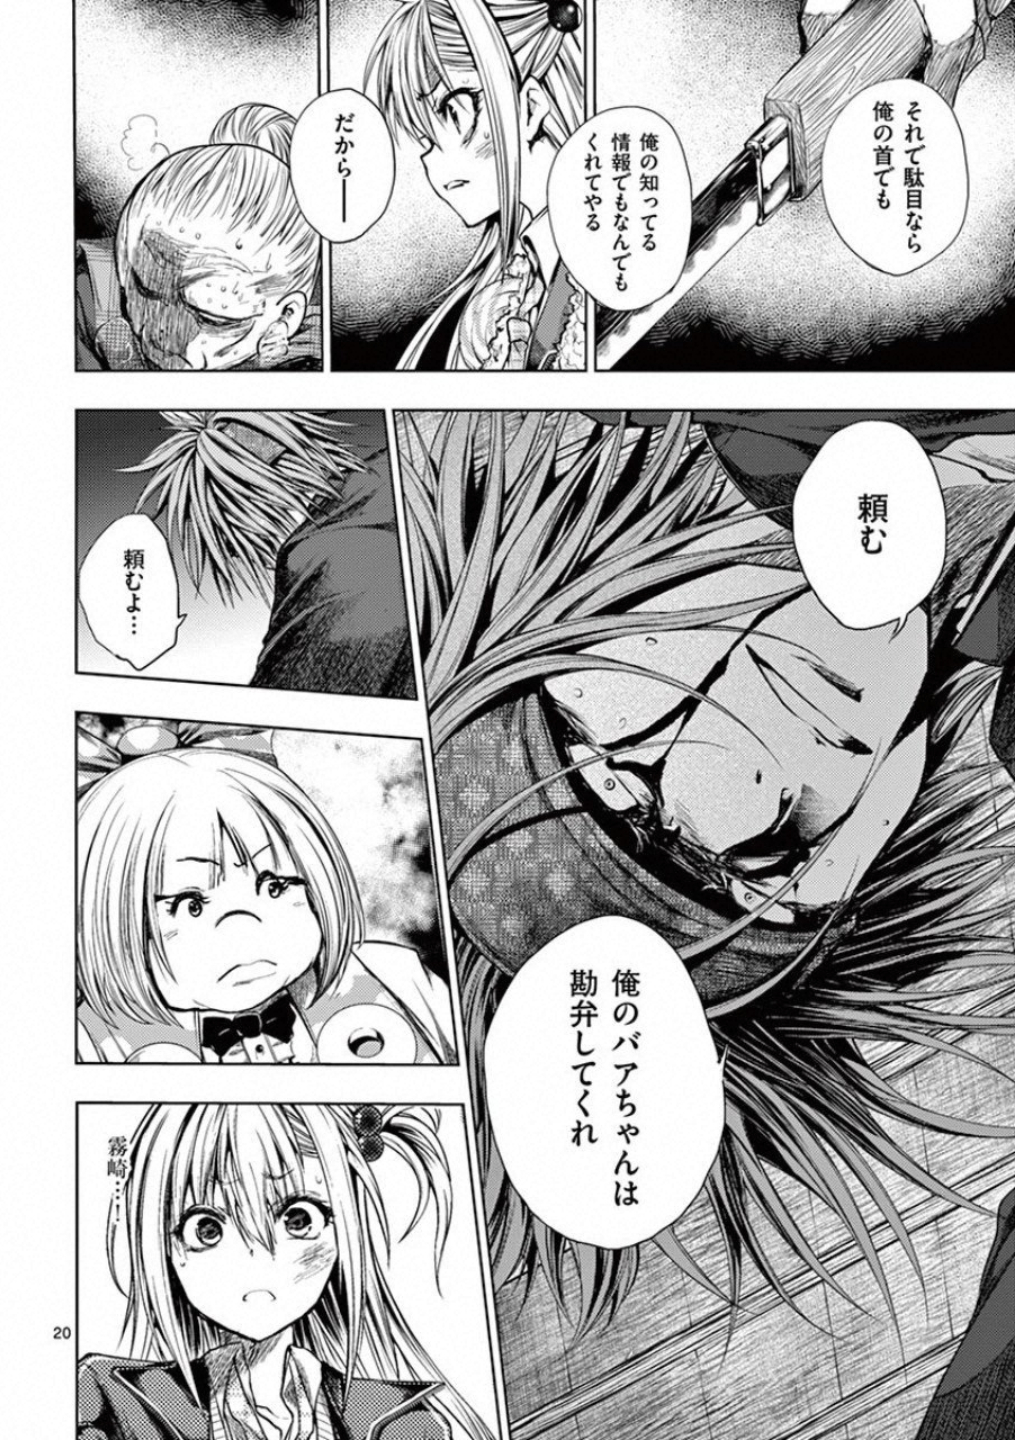 それで駄目なら
俺の首でも
俺の知ってる
情報でもなんでも
くれてやる
だから――
頼む
俺のバアちゃんは
勘弁してくれ
頼むよ…
霧崎…！
20